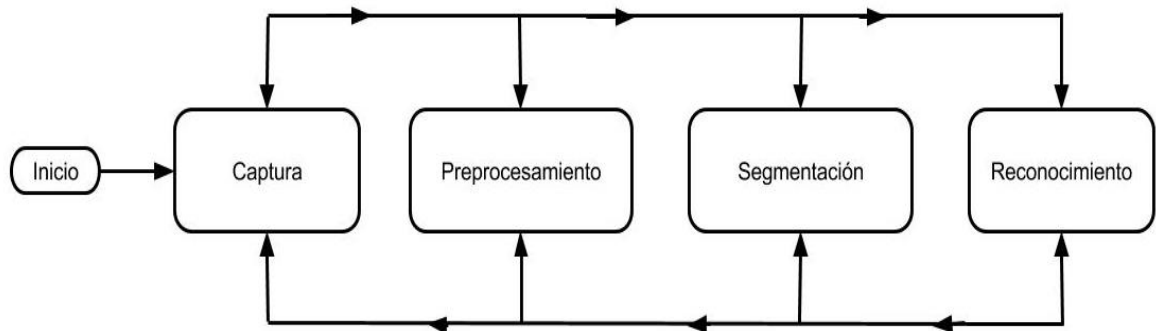 Inicio
Captura
Preprocesamiento
Segmentación
Reconocimiento